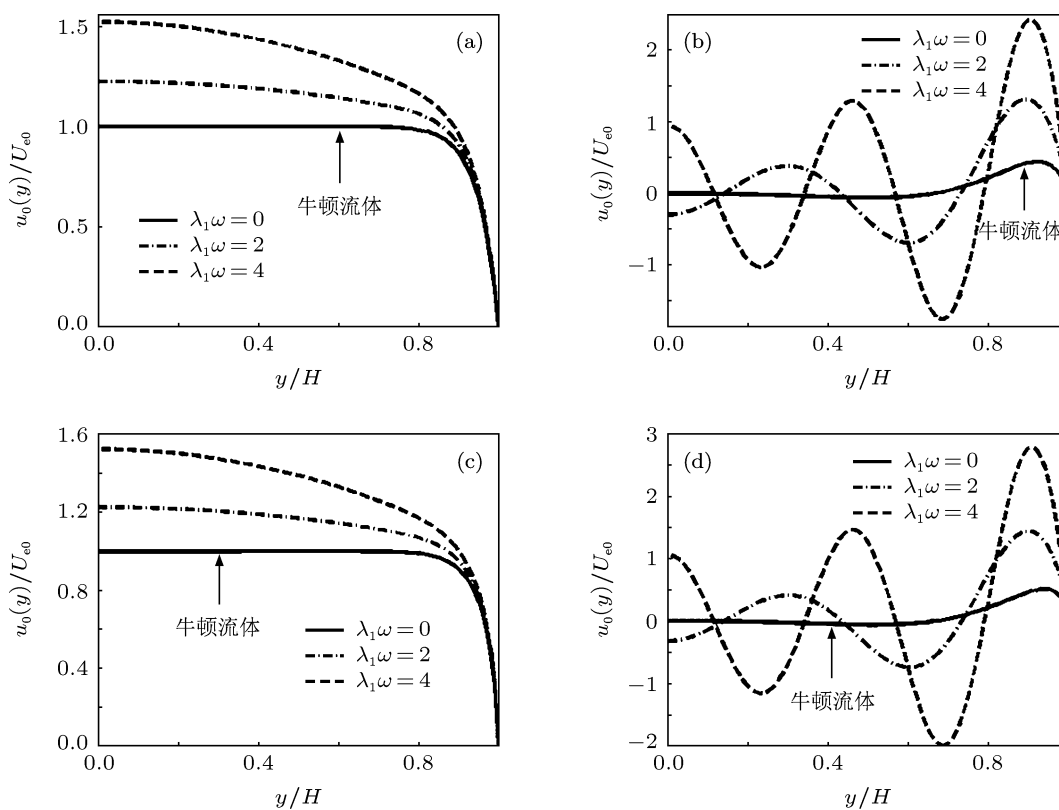 (a)
u₀(y)/Uₑ₀
1.5
1.0
0.5
0.0
牛顿流体
λ₁ω=0
λ₁ω=2
λ₁ω=4
0.0 0.4 0.8
y/H
(b)
u₀(y)/Uₑ₀
2
1
0
−1
λ₁ω=0
λ₁ω=2
λ₁ω=4
牛顿流体
0.0 0.4 0.8
y/H
(c)
u₀(y)/Uₑ₀
1.6
1.2
0.8
0.4
0.0
牛顿流体
λ₁ω=0
λ₁ω=2
λ₁ω=4
0.0 0.4 0.8
y/H
(d)
u₀(y)/Uₑ₀
3
2
1
0
−1
−2
λ₁ω=0
λ₁ω=2
λ₁ω=4
牛顿流体
0.0 0.4 0.8
y/H